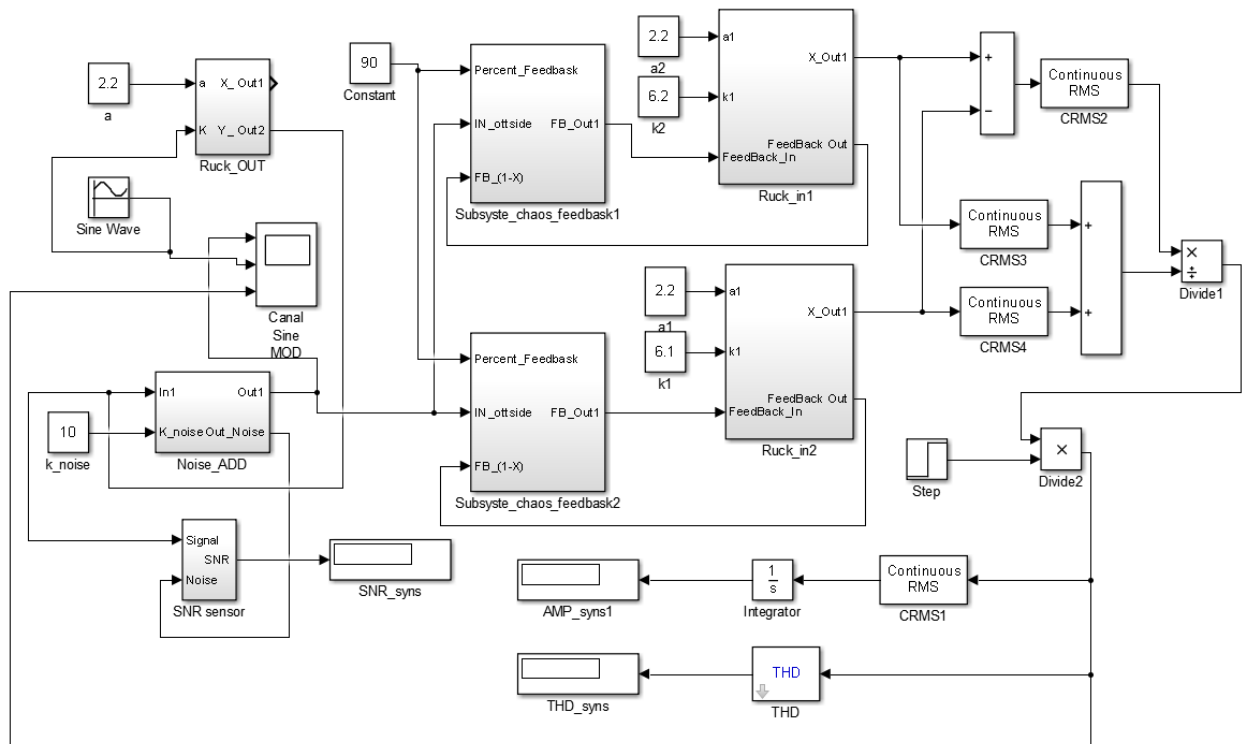 2.2
a
a
X_ Out1
K
Y_ Out2
Ruck_OUT
Sine Wave
Canal
Sine
MOD
In1
Out1
K_noise
Out_Noise
Noise_ADD
10
k_noise
Signal
SNR
Noise
SNR sensor
SNR_syns
90
Constant
Percent_Feedbask
IN_ottside
FB_Out1
FB_(1-X)
Subsyste_chaos_feedbask1
Percent_Feedbask
IN_ottside
FB_Out1
FB_(1-X)
Subsyste_chaos_feedbask2
2.2
a2
6.2
k2
a1
X_Out1
k1
FeedBack Out
FeedBack_In
Ruck_in1
2.2
a1
6.1
k1
a1
X_Out1
k1
FeedBack Out
FeedBack_In
Ruck_in2
+
−
Continuous
RMS
CRMS2
Continuous
RMS
CRMS3
Continuous
RMS
CRMS4
+
+
×
÷
Divide1
Step
×
Divide2
AMP_syns1
1
s
Integrator
Continuous
RMS
CRMS1
THD_syns
THD
THD